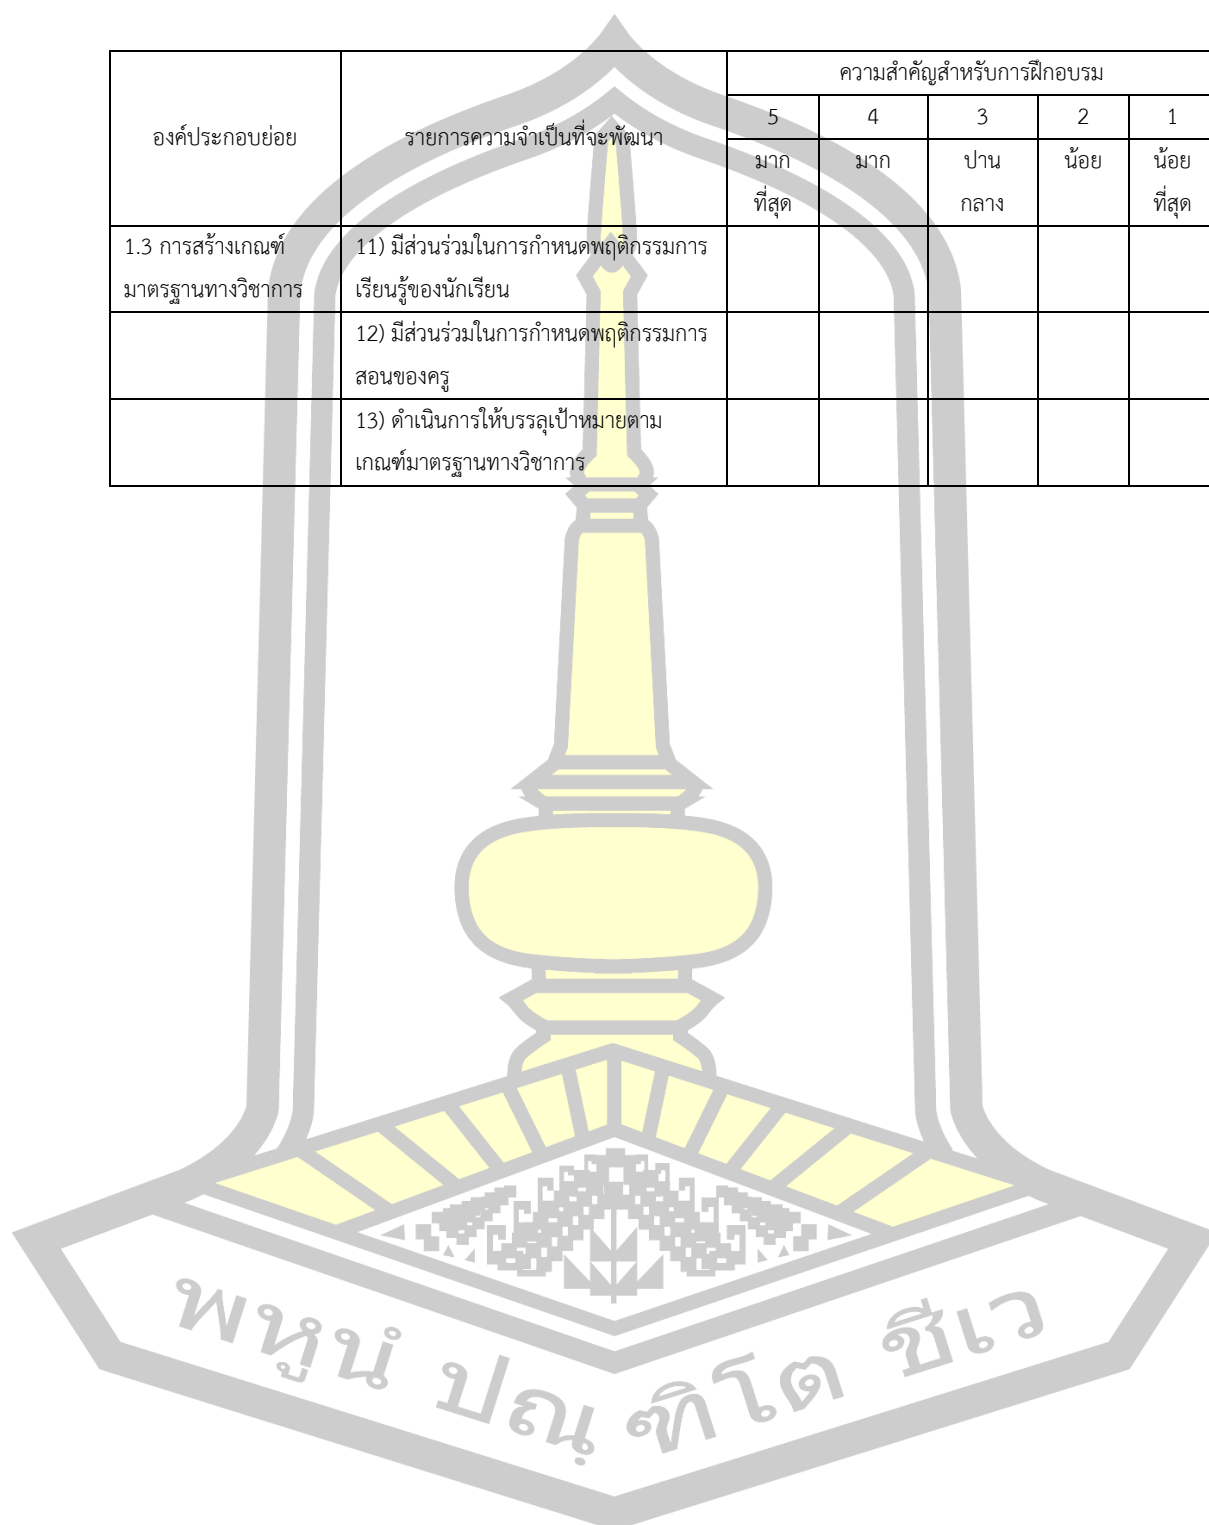 ความสำคัญสำหรับการฝึกอบรม
องค์ประกอบย่อย รายการความจำเป็นที่จะพัฒนา 5 4 3 2 1
มาก มาก ปาน น้อย น้อย
ที่สุด กลาง ที่สุด
1.3 การสร้างเกณฑ์ 11) มีส่วนร่วมในการกำหนดพฤติกรรมการ
มาตรฐานทางวิชาการ เรียนรู้ของนักเรียน
12) มีส่วนร่วมในการกำหนดพฤติกรรมการ
สอนของครู
13) ดำเนินการให้บรรลุเป้าหมายตาม
เกณฑ์มาตรฐานทางวิชาการ
พหูนํ ปณฺฑิโต ชีเว